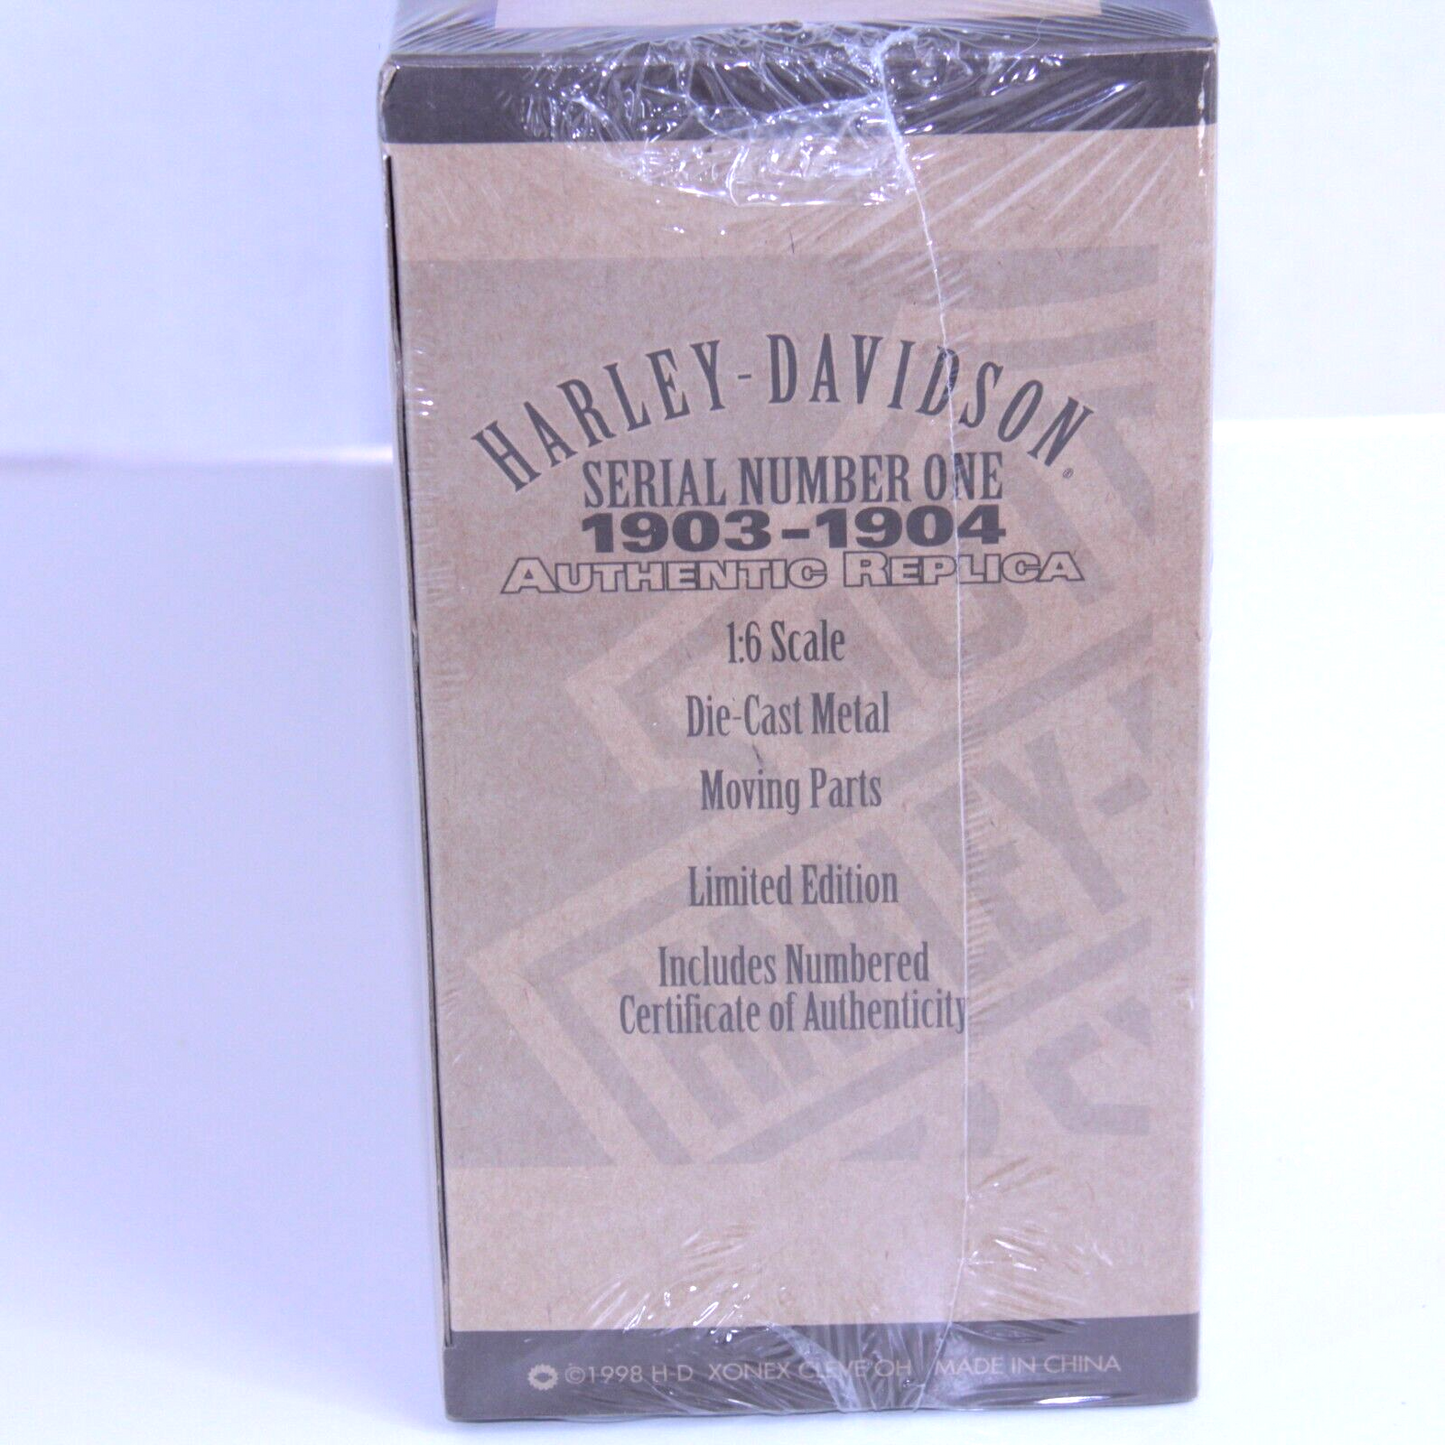 HARLEY-DAVIDSON®
SERIAL NUMBER ONE
1903-1904
AUTHENTIC REPLICA
1:6 Scale
Die-Cast Metal
Moving Parts
Limited Edition
Includes Numbered
Certificate of Authenticity
©1998 H-D XONEX CLEVE OH MADE IN CHINA
HARLEY-